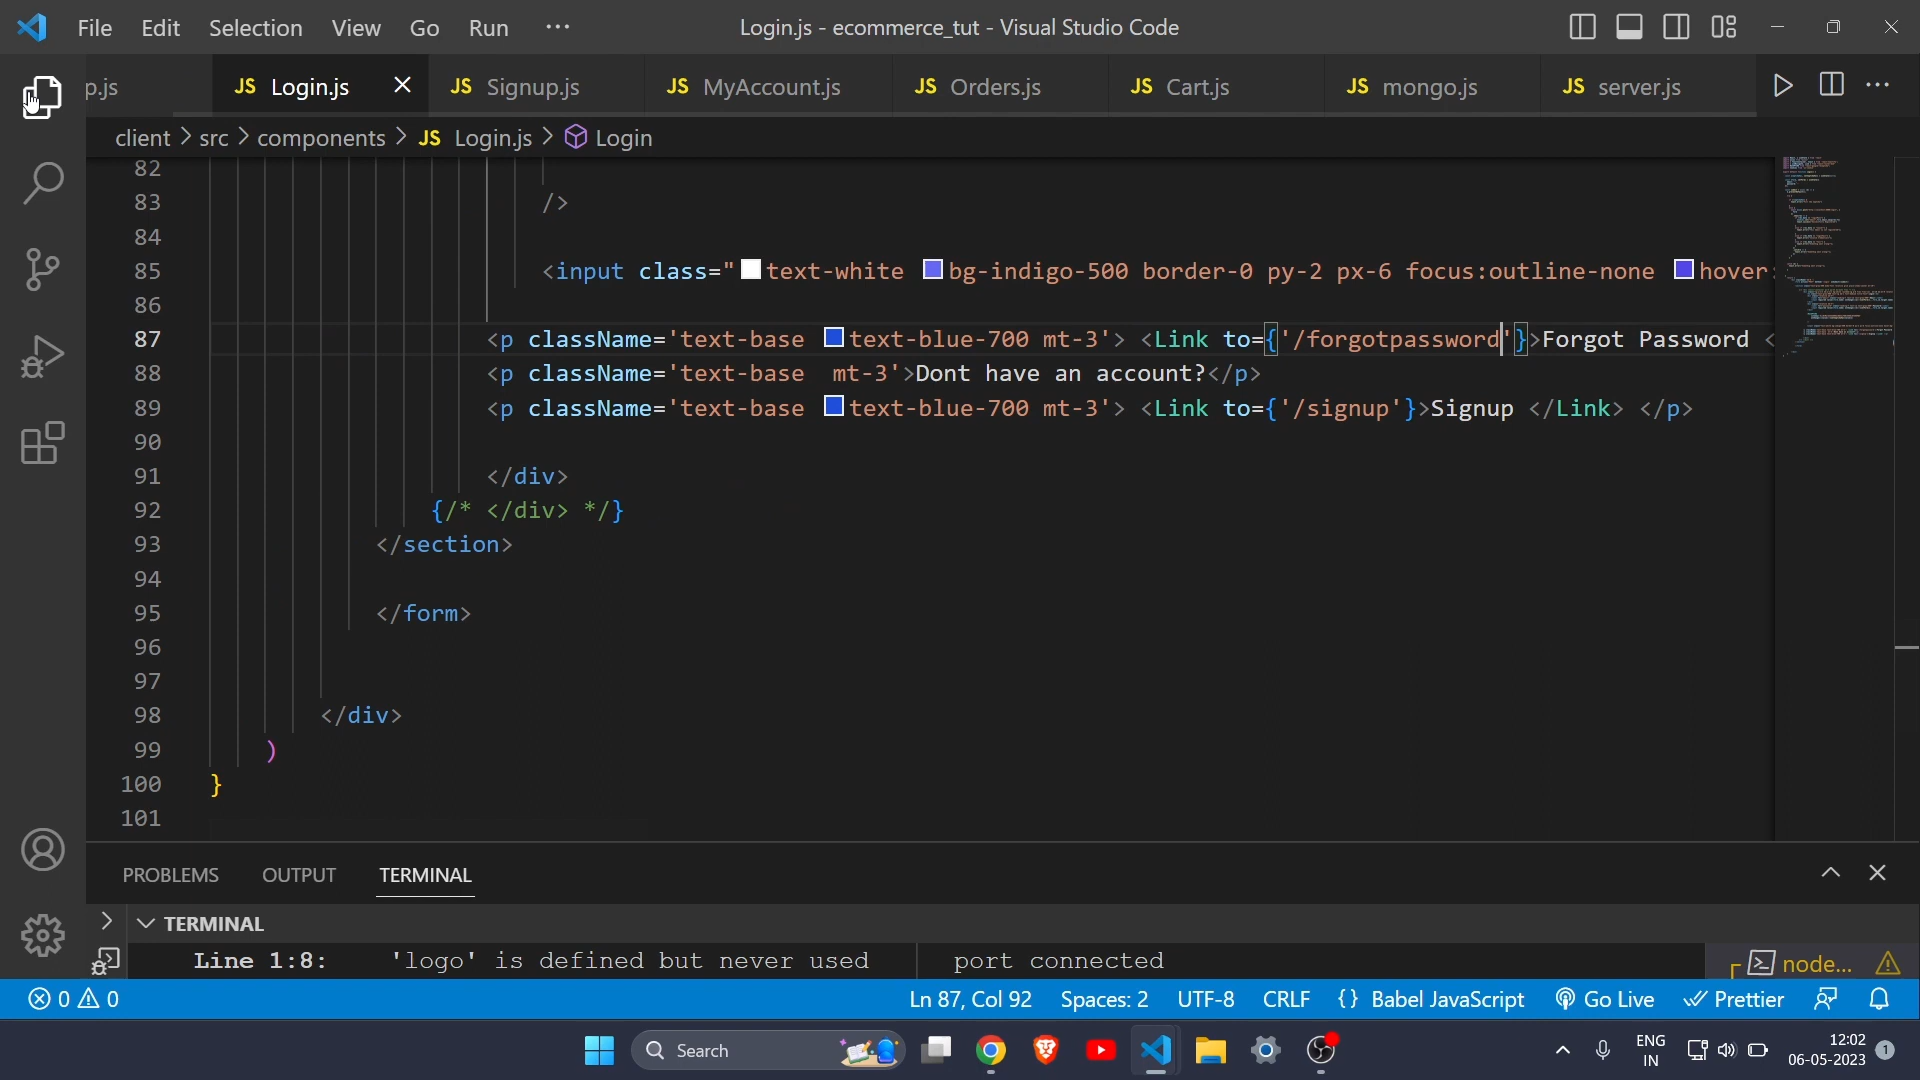 File Edit Selection View Go Run ··· Login.js - ecommerce_tut - Visual Studio Code
p.js JS Login.js JS Signup.js JS MyAccount.js JS Orders.js JS Cart.js JS mongo.js JS server.js
client > src > components > JS Login.js > Login
82
83 />
84
85 <input class="text-white bg-indigo-500 border-0 py-2 px-6 focus:outline-none hover:
86
87 <p className='text-base text-blue-700 mt-3'> <Link to={'/forgotpassword'}>Forgot Password <
88 <p className='text-base  mt-3'>Dont have an account?</p>
89 <p className='text-base text-blue-700 mt-3'> <Link to={'/signup'}>Signup </Link> </p>
90
91 </div>
92 {/* </div> */}
93 </section>
94
95 </form>
96
97
98 </div>
99 )
100 }
101
PROBLEMS OUTPUT TERMINAL
TERMINAL
Line 1:8: 'logo' is defined but never used port connected node...
0 0 Ln 87, Col 92 Spaces: 2 UTF-8 CRLF {} Babel JavaScript Go Live Prettier
Search ENG 12:02
IN 06-05-2023 1